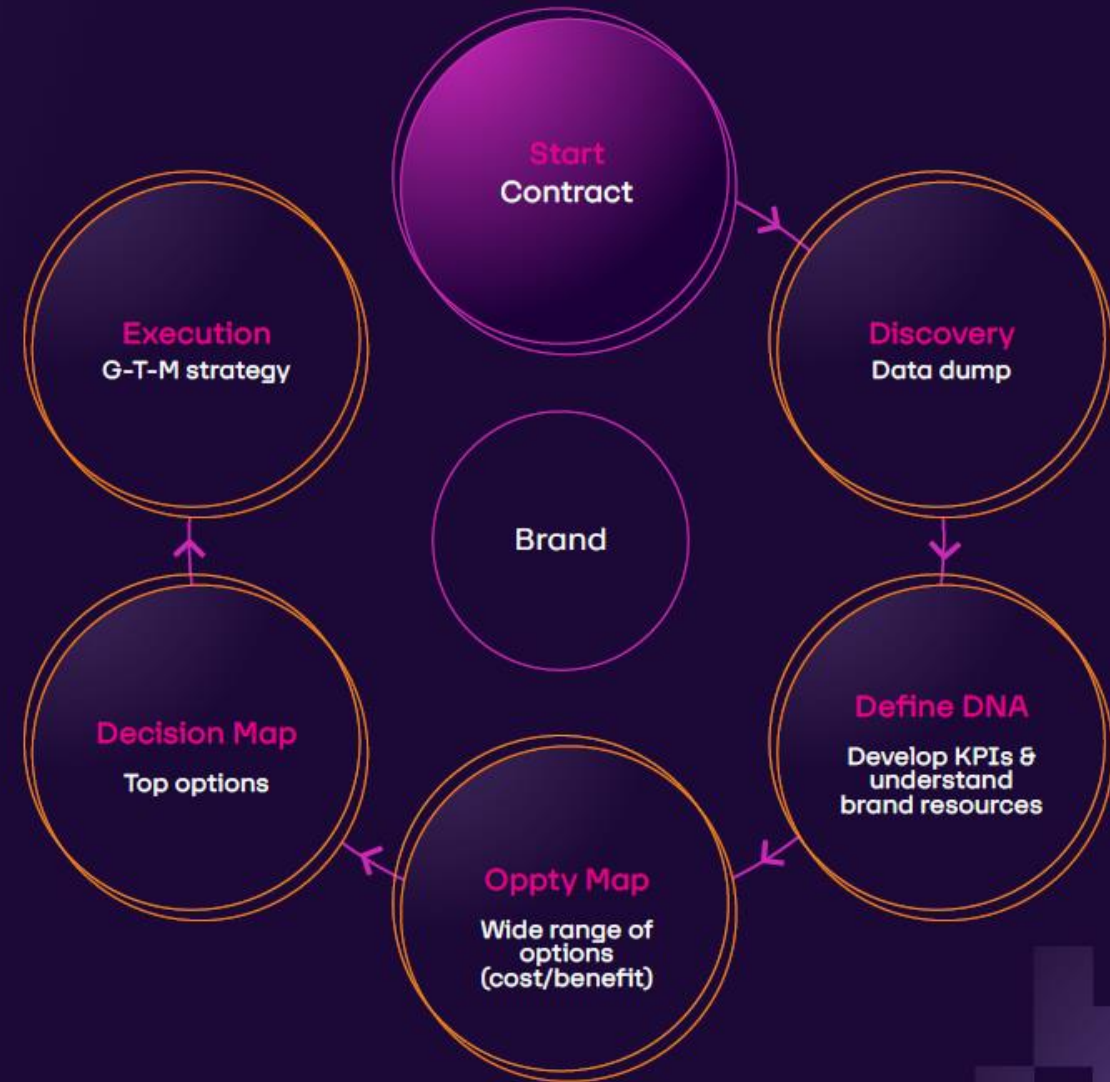 Start
Contract
Discovery
Data dump
Define DNA
Develop KPIs &
understand
brand resources
Oppty Map
Wide range of
options
(cost/benefit)
Decision Map
Top options
Execution
G-T-M strategy
Brand